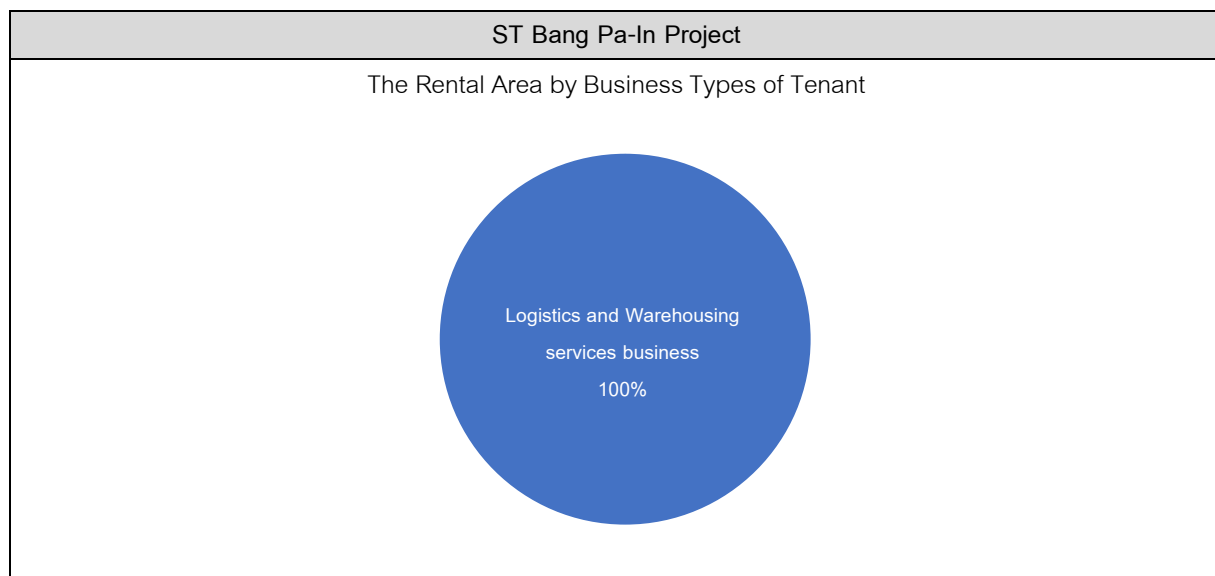 ST Bang Pa-In Project
The Rental Area by Business Types of Tenant
Logistics and Warehousing
services business
100%